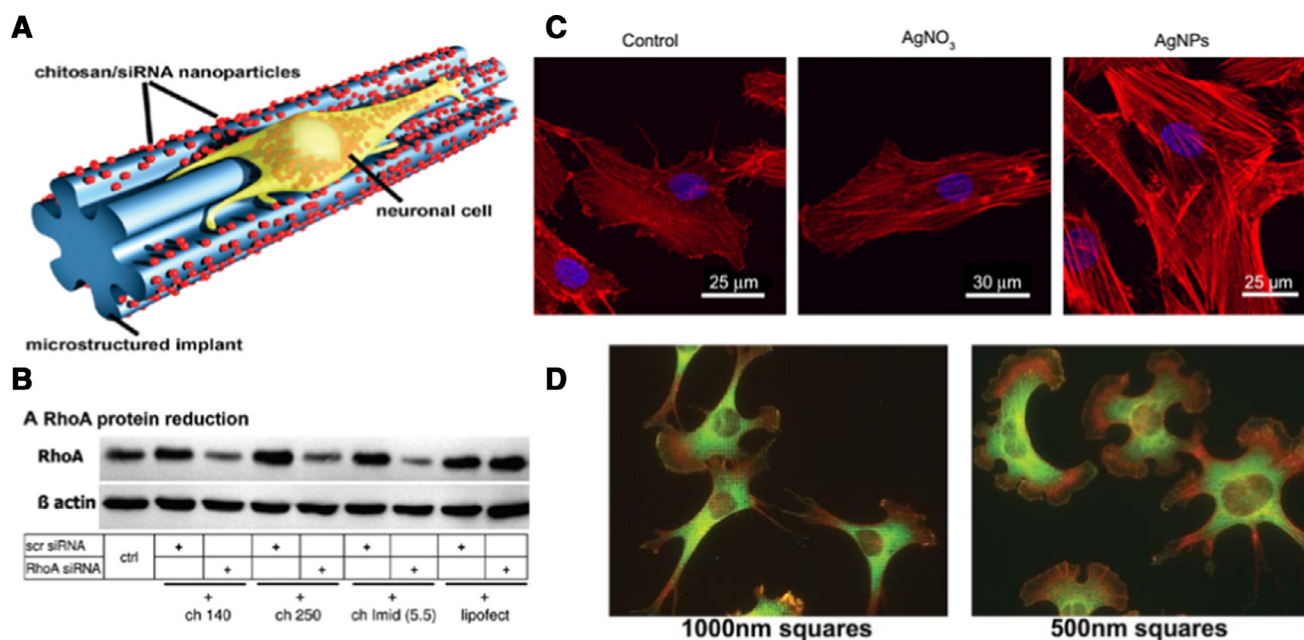 A
chitosan/siRNA nanoparticles
neuronal cell
microstructured implant
B
A RhoA protein reduction
RhoA
ß actin
scr siRNA ctrl + + + +
RhoA siRNA + + + +
+ + + +
ch 140 ch 250 ch Imid (5.5) lipofect
C
Control AgNO₃ AgNPs
25 µm 30 µm 25 µm
D
1000nm squares 500nm squares